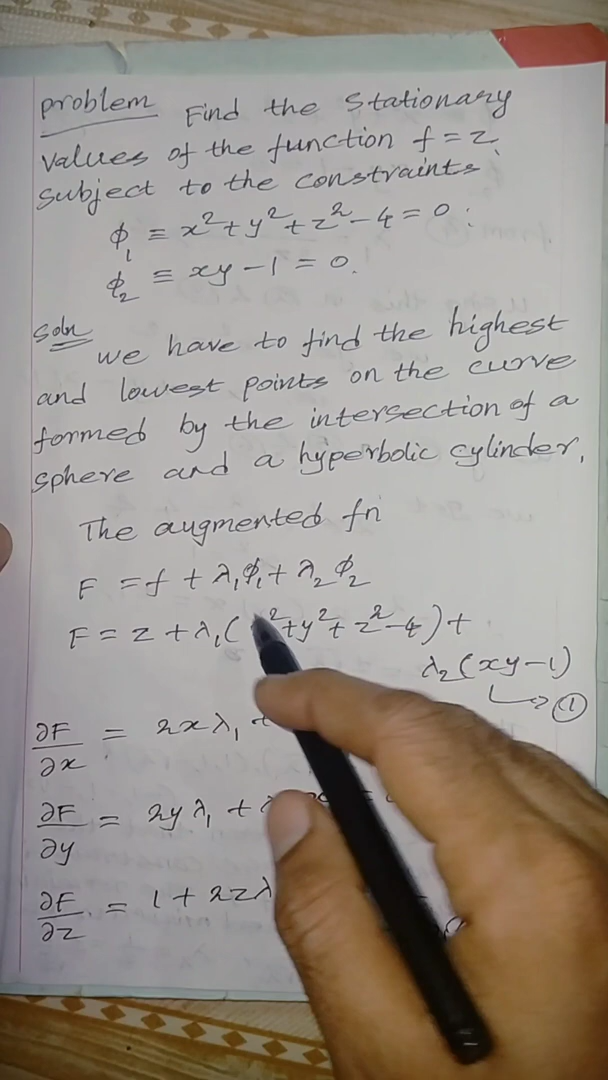 problem Find the stationary
values of the function f = z,
subject to the constraints
ϕ₁ ≡ x² + y² + z² - 4 = 0;
ϕ₂ ≡ xy - 1 = 0.
Soln
we have to find the highest
and lowest points on the curve
formed by the intersection of a
sphere and a hyperbolic cylinder,
The augmented fn
F = f + λ₁ϕ₁ + λ₂ϕ₂
F = z + λ₁( ² + y² + z² - 4) +
λ₂(xy - 1)
→ ①
∂F/∂x = 2xλ₁ +
∂F/∂y = 2yλ₁ +
∂F/∂z = 1 + 2zλ